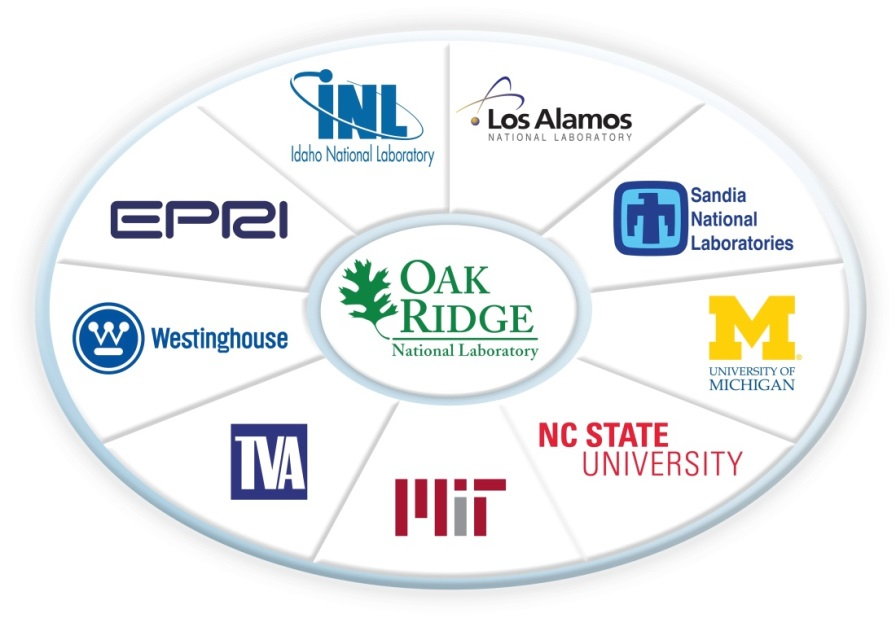 INL
Idaho National Laboratory
Los Alamos
NATIONAL LABORATORY
EPRI
Sandia
National
Laboratories
OAK
RIDGE
National Laboratory
Westinghouse
M
UNIVERSITY OF
MICHIGAN
TVA
MIT
NC STATE
UNIVERSITY